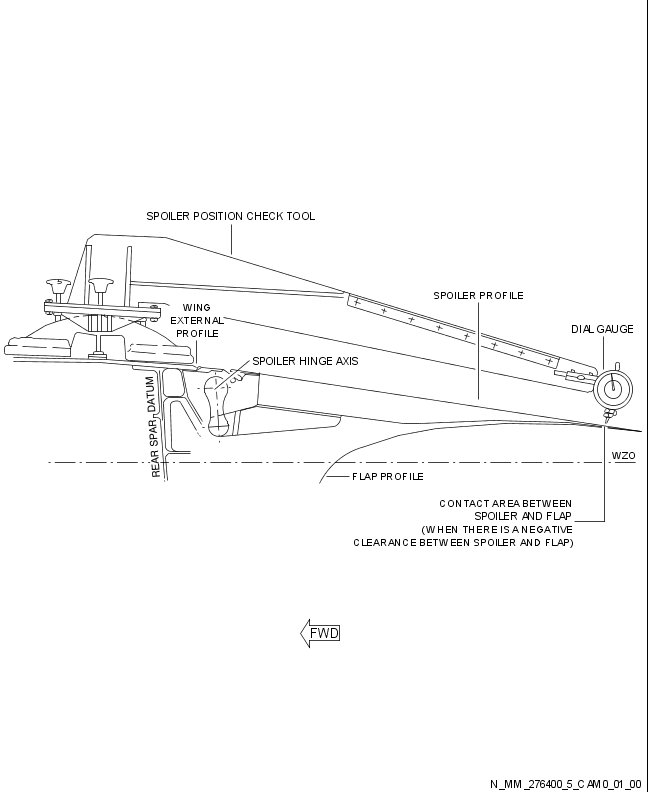 SPOILER POSITION CHECK TOOL
SPOILER PROFILE
WING
EXTERNAL
PROFILE
DIAL GAUGE
SPOILER HINGE AXIS
REAR SPAR DATUM
WZ0
FLAP PROFILE
CONTACT AREA BETWEEN
SPOILER AND FLAP
(WHEN THERE IS A NEGATIVE
CLEARANCE BETWEEN SPOILER AND FLAP)
FWD
N_MM_276400_5_CAM0_01_00